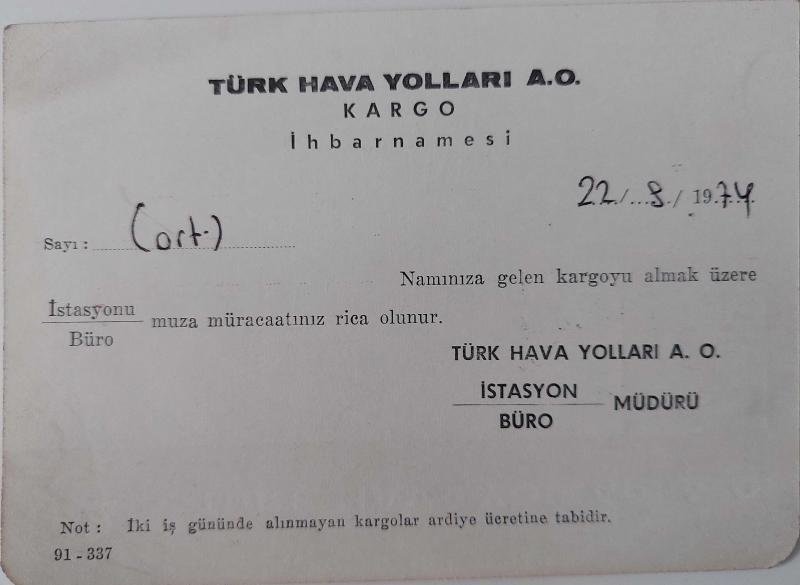 TÜRK HAVA YOLLARI A.O.
KARGO
İhbarnamesi
22/...8./1974.
Sayı : (ort.)
Namınıza gelen kargoyu almak üzere
İstasyonu
Büro muza müracaatınız rica olunur.
TÜRK HAVA YOLLARI A. O.
İSTASYON
BÜRO MÜDÜRÜ
Not : İki iş gününde alınmayan kargolar ardiye ücretine tabidir.
91 - 337